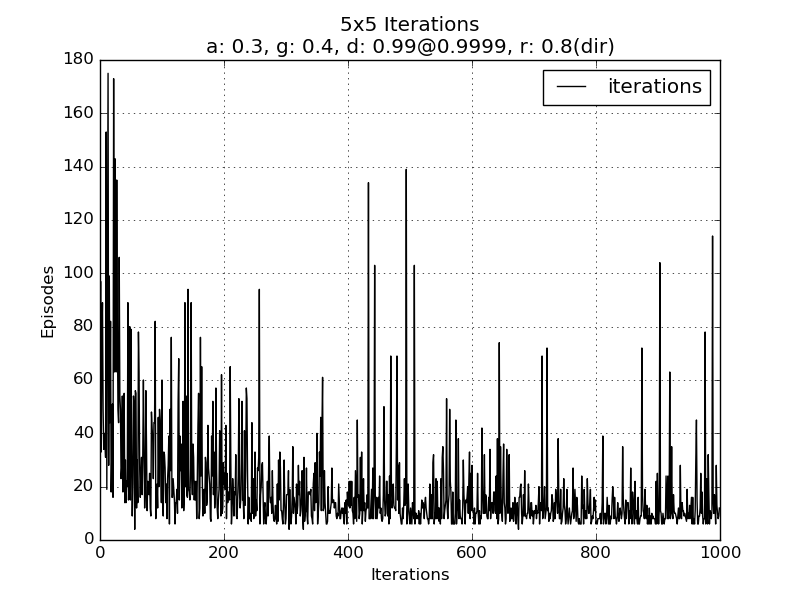 5x5 Iterations
a: 0.3, g: 0.4, d: 0.99@0.9999, r: 0.8(dir)
180
160
140
120
100
80
60
40
20
0
Episodes
iterations
0 200 400 600 800 1000
Iterations